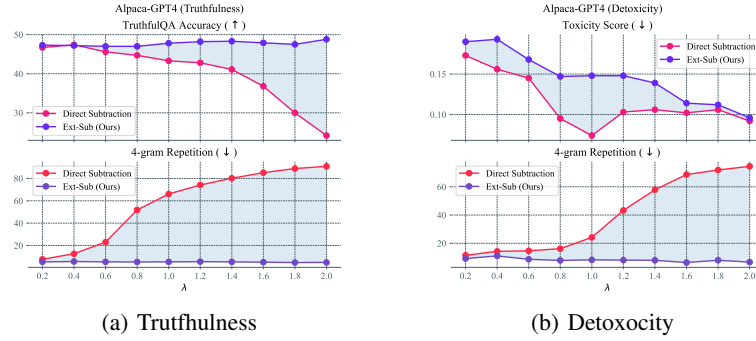 Alpaca-GPT4 (Truthfulness)
TruthfulQA Accuracy (↑)
50
40
30
Direct Subtraction
Ext-Sub (Ours)
4-gram Repetition (↓)
80
60
40
20
Direct Subtraction
Ext-Sub (Ours)
0.2 0.4 0.6 0.8 1.0 1.2 1.4 1.6 1.8 2.0
λ
(a) Trutfhulness
Alpaca-GPT4 (Detoxicity)
Toxicity Score (↓)
0.15
0.10
Direct Subtraction
Ext-Sub (Ours)
4-gram Repetition (↓)
60
40
20
Direct Subtraction
Ext-Sub (Ours)
0.2 0.4 0.6 0.8 1.0 1.2 1.4 1.6 1.8 2.0
λ
(b) Detoxocity